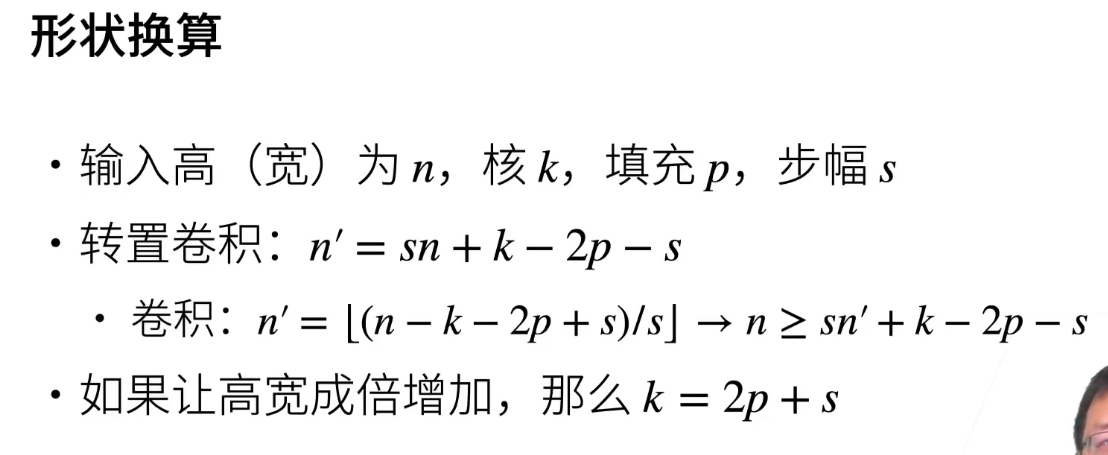 形状换算
• 输入高（宽）为 n，核 k，填充 p，步幅 s
• 转置卷积：n′ = sn + k − 2p − s
• 卷积：n′ = ⌊(n − k − 2p + s)/s⌋ → n ≥ sn′ + k − 2p − s
• 如果让高宽成倍增加，那么 k = 2p + s